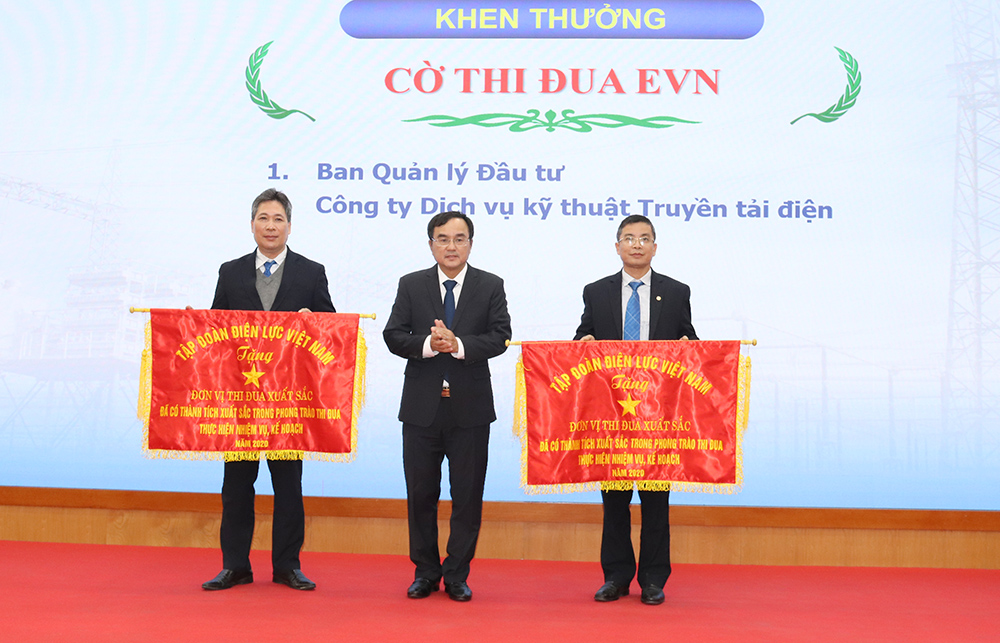 KHEN THƯỞNG
CỜ THI ĐUA EVN
1. Ban Quản lý Đầu tư
Công ty Dịch vụ kỹ thuật Truyền tải điện
TẬP ĐOÀN ĐIỆN LỰC VIỆT NAM
Tặng
ĐƠN VỊ THI ĐUA XUẤT SẮC
ĐÃ CÓ THÀNH TÍCH XUẤT SẮC TRONG PHONG TRÀO THI ĐUA
THỰC HIỆN NHIỆM VỤ, KẾ HOẠCH
NĂM 2020
TẬP ĐOÀN ĐIỆN LỰC VIỆT NAM
Tặng
ĐƠN VỊ THI ĐUA XUẤT SẮC
ĐÃ CÓ THÀNH TÍCH XUẤT SẮC TRONG PHONG TRÀO THI ĐUA
THỰC HIỆN NHIỆM VỤ, KẾ HOẠCH
NĂM 2020